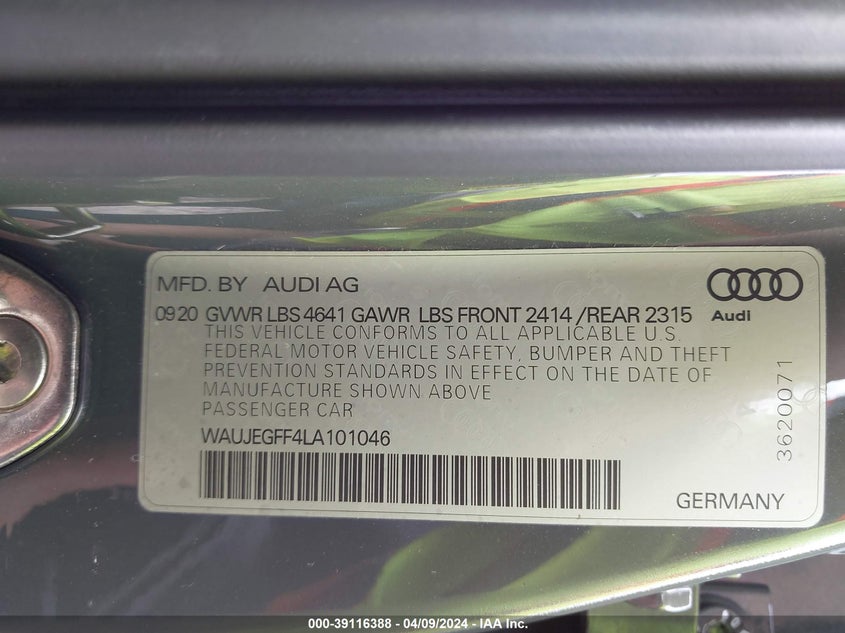 MFD. BY AUDI AG
Audi
0920 GVWR LBS 4641 GAWR LBS FRONT 2414 /REAR 2315
THIS VEHICLE CONFORMS TO ALL APPLICABLE U.S.
FEDERAL MOTOR VEHICLE SAFETY, BUMPER AND THEFT
PREVENTION STANDARDS IN EFFECT ON THE DATE OF
MANUFACTURE SHOWN ABOVE
PASSENGER CAR
WAUJEGFF4LA101046
3620071
GERMANY
000-39116388 - 04/09/2024 - IAA Inc.